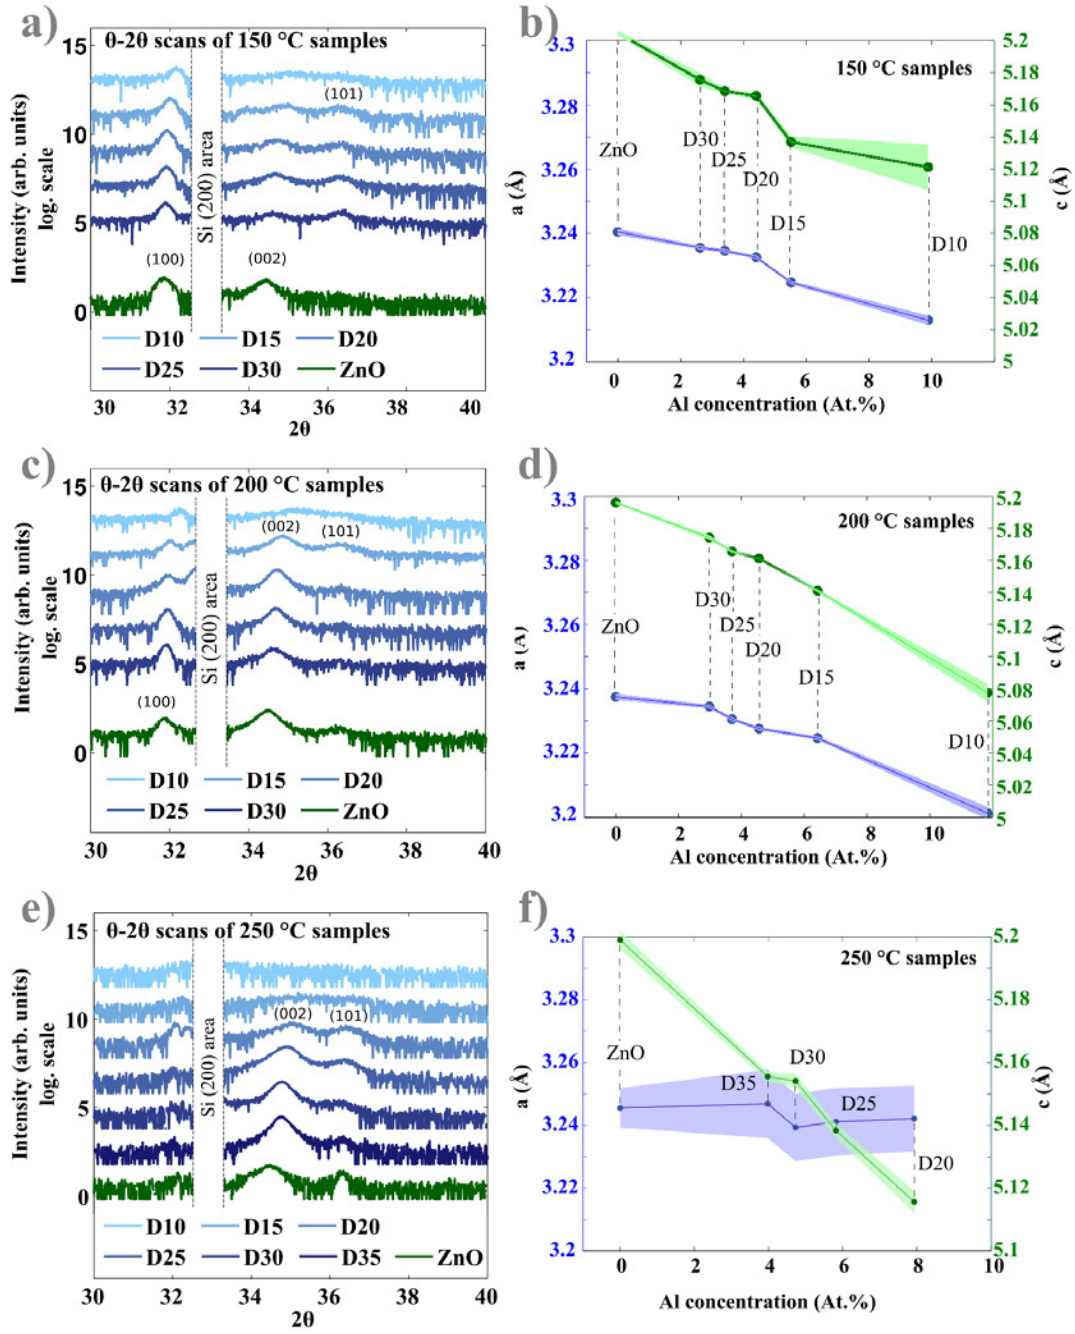 a)
θ-2θ scans of 150 °C samples
15
10
5
0
Intensity (arb. units)
log. scale
(101)
Si (200) area
(100)
(002)
D10 D15 D20
D25 D30 ZnO
30 32 34 36 38 40
2θ
b)
150 °C samples
3.3
3.28
3.26
3.24
3.22
3.2
a (Å)
5.2
5.18
5.16
5.14
5.12
5.1
5.08
5.06
5.04
5.02
5
c (Å)
ZnO
D30
D25
D20
D15
D10
0 2 4 6 8 10
Al concentration (At.%)
c)
θ-2θ scans of 200 °C samples
15
10
5
0
Intensity (arb. units)
log. scale
(002)
(101)
Si (200) area
(100)
D10 D15 D20
D25 D30 ZnO
30 32 34 36 38 40
2θ
d)
200 °C samples
3.3
3.28
3.26
3.24
3.22
3.2
a (Å)
5.2
5.18
5.16
5.14
5.12
5.1
5.08
5.06
5.04
5.02
5
c (Å)
ZnO
D30
D25
D20
D15
D10
0 2 4 6 8 10
Al concentration (At.%)
e)
θ-2θ scans of 250 °C samples
15
10
5
0
Intensity (arb. units)
log. scale
(002)
(101)
Si (200) area
D10 D15 D20
D25 D30 D35 ZnO
30 32 34 36 38 40
2θ
f)
250 °C samples
3.3
3.28
3.26
3.24
3.22
3.2
a (Å)
5.2
5.18
5.16
5.14
5.12
5.1
c (Å)
ZnO
D30
D35
D25
D20
0 2 4 6 8 10
Al concentration (At.%)